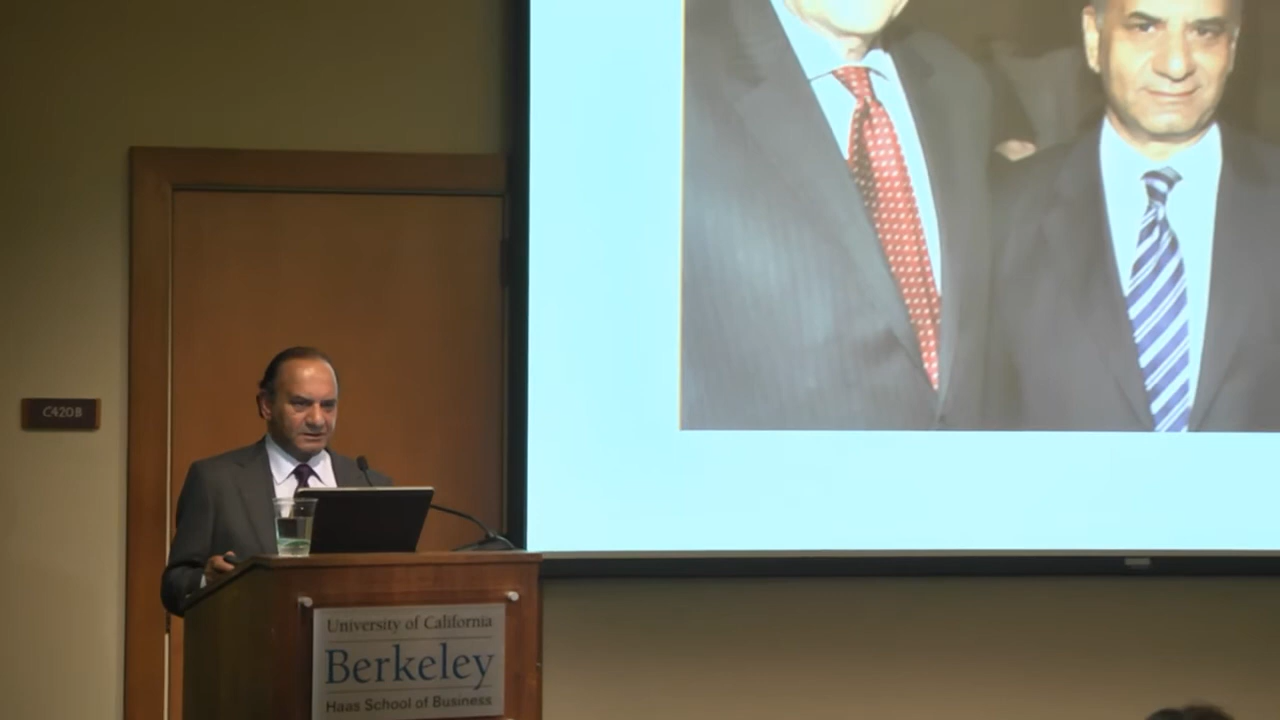 C420B
University of California
Berkeley
Haas School of Business